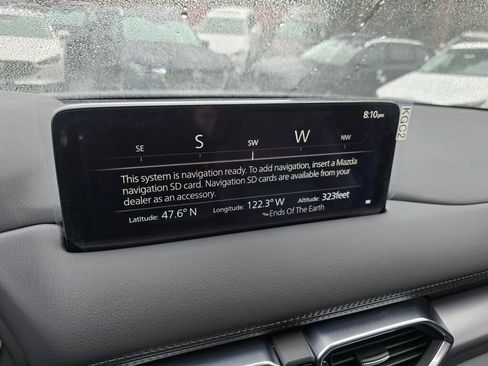 8:10pm
SE S SW W NW
This system is navigation ready. To add navigation, insert a Mazda
navigation SD card. Navigation SD cards are available from your
dealer as an accessory.
Latitude: 47.6° N Longitude: 122.3° W Altitude: 323feet
Ends Of The Earth
KGC2